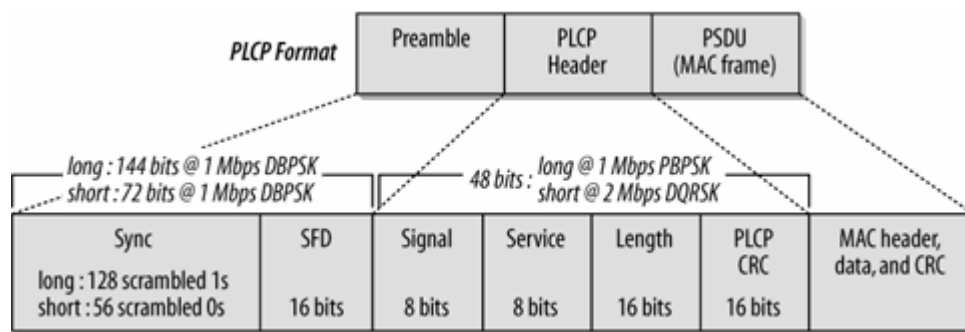 PLCP Format
Preamble
PLCP
Header
PSDU
(MAC frame)
long : 144 bits @ 1 Mbps DBPSK
short : 72 bits @ 1 Mbps DBPSK
48 bits :
long @ 1 Mbps PBPSK
short @ 2 Mbps DQRSK
Sync
long : 128 scrambled 1s
short : 56 scrambled 0s
SFD
16 bits
Signal
8 bits
Service
8 bits
Length
16 bits
PLCP
CRC
16 bits
MAC header,
data, and CRC